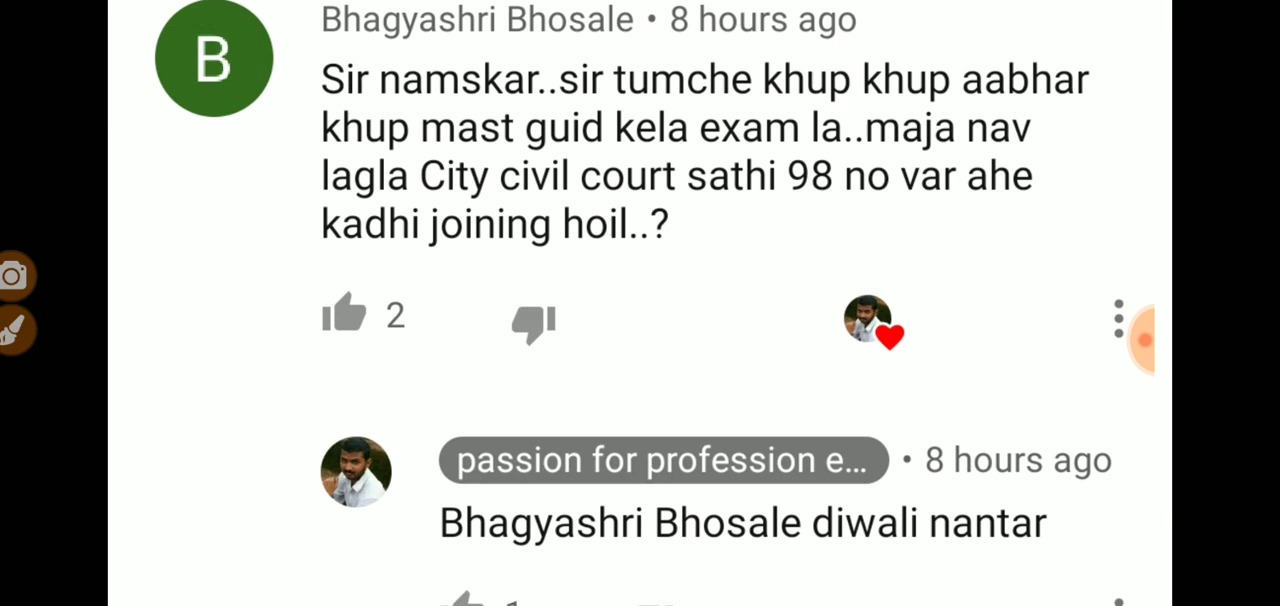 B
Bhagyashri Bhosale • 8 hours ago
Sir namskar..sir tumche khup khup aabhar
khup mast guid kela exam la..maja nav
lagla City civil court sathi 98 no var ahe
kadhi joining hoil..?
2
passion for profession e... • 8 hours ago
Bhagyashri Bhosale diwali nantar